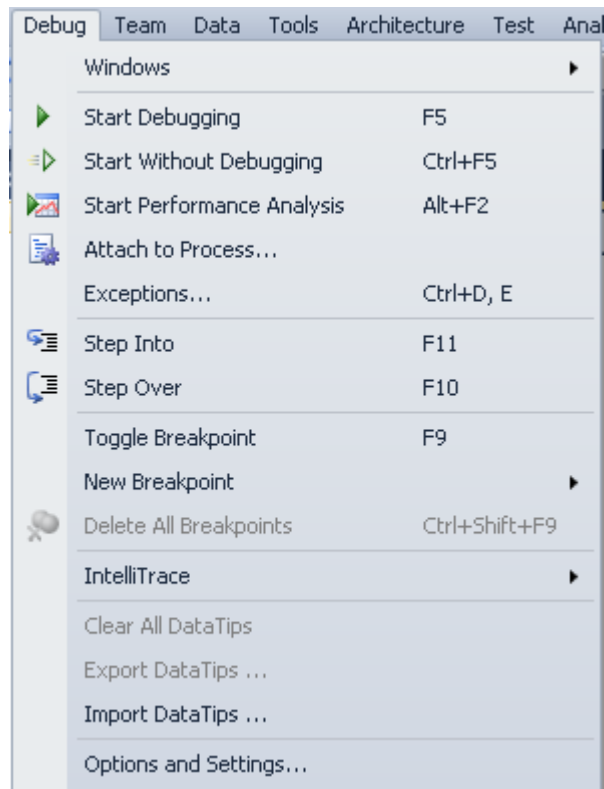 Debug Team Data Tools Architecture Test
Windows
Start Debugging F5
Start Without Debugging Ctrl+F5
Start Performance Analysis Alt+F2
Attach to Process...
Exceptions... Ctrl+D, E
Step Into F11
Step Over F10
Toggle Breakpoint F9
New Breakpoint
Delete All Breakpoints Ctrl+Shift+F9
IntelliTrace
Clear All DataTips
Export DataTips ...
Import DataTips ...
Options and Settings...